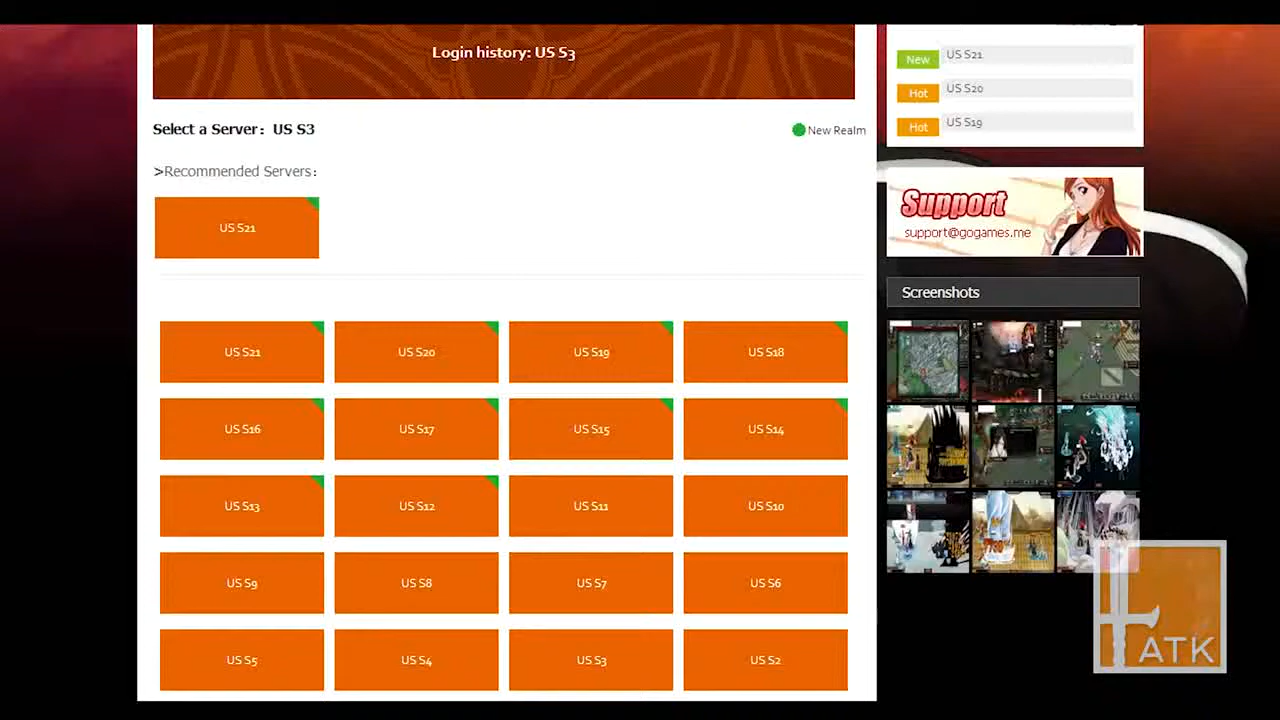 Login history: US S3
Select a Server: US S3
New Realm
>Recommended Servers:
US S21
US S21
US S20
US S19
US S18
US S16
US S17
US S15
US S14
US S13
US S12
US S11
US S10
US S9
US S8
US S7
US S6
US S5
US S4
US S3
US S2
New US S21
Hot US S20
Hot US S19
Support
support@gogames.me
Screenshots
ATK